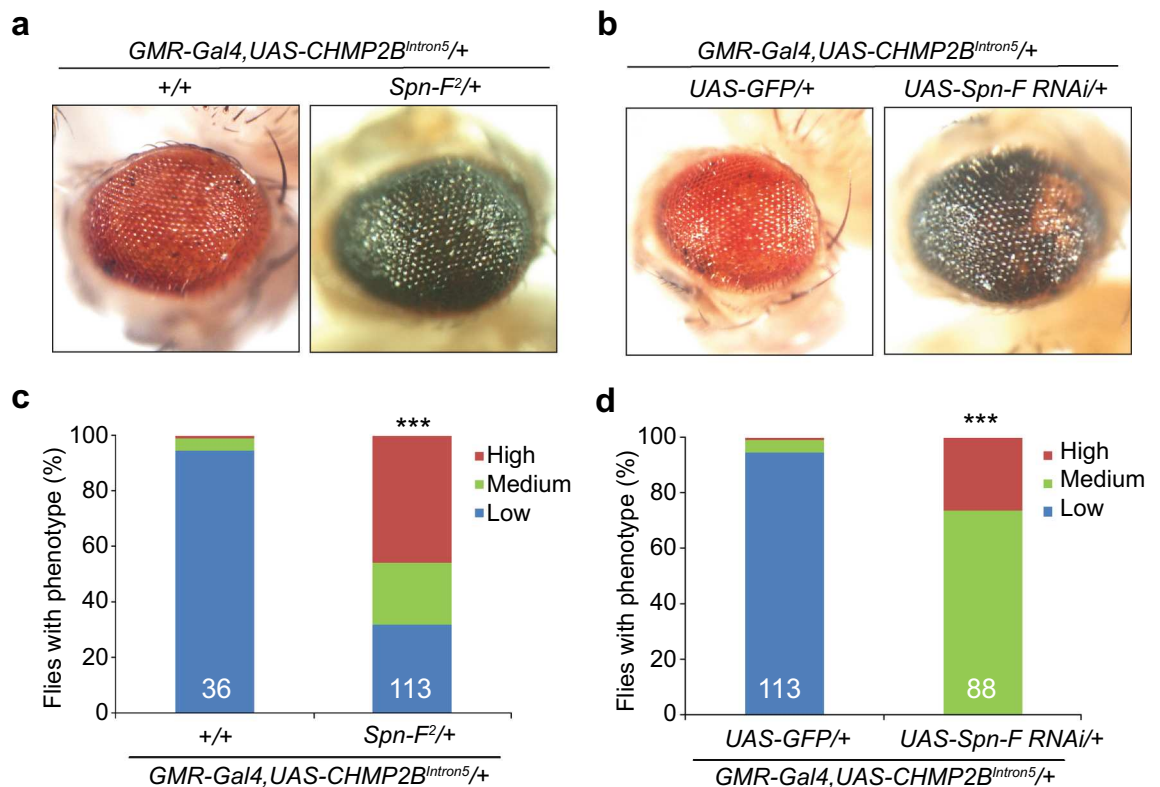 a
GMR-Gal4,UAS-CHMP2B^Intron5/+
+/+ Spn-F²/+
b
GMR-Gal4,UAS-CHMP2B^Intron5/+
UAS-GFP/+ UAS-Spn-F RNAi/+
c
Flies with phenotype (%)
100
80
60
40
20
0
***
High
Medium
Low
36 113
+/+ Spn-F²/+
GMR-Gal4,UAS-CHMP2B^Intron5/+
d
Flies with phenotype (%)
100
80
60
40
20
0
***
High
Medium
Low
113 88
UAS-GFP/+ UAS-Spn-F RNAi/+
GMR-Gal4,UAS-CHMP2B^Intron5/+